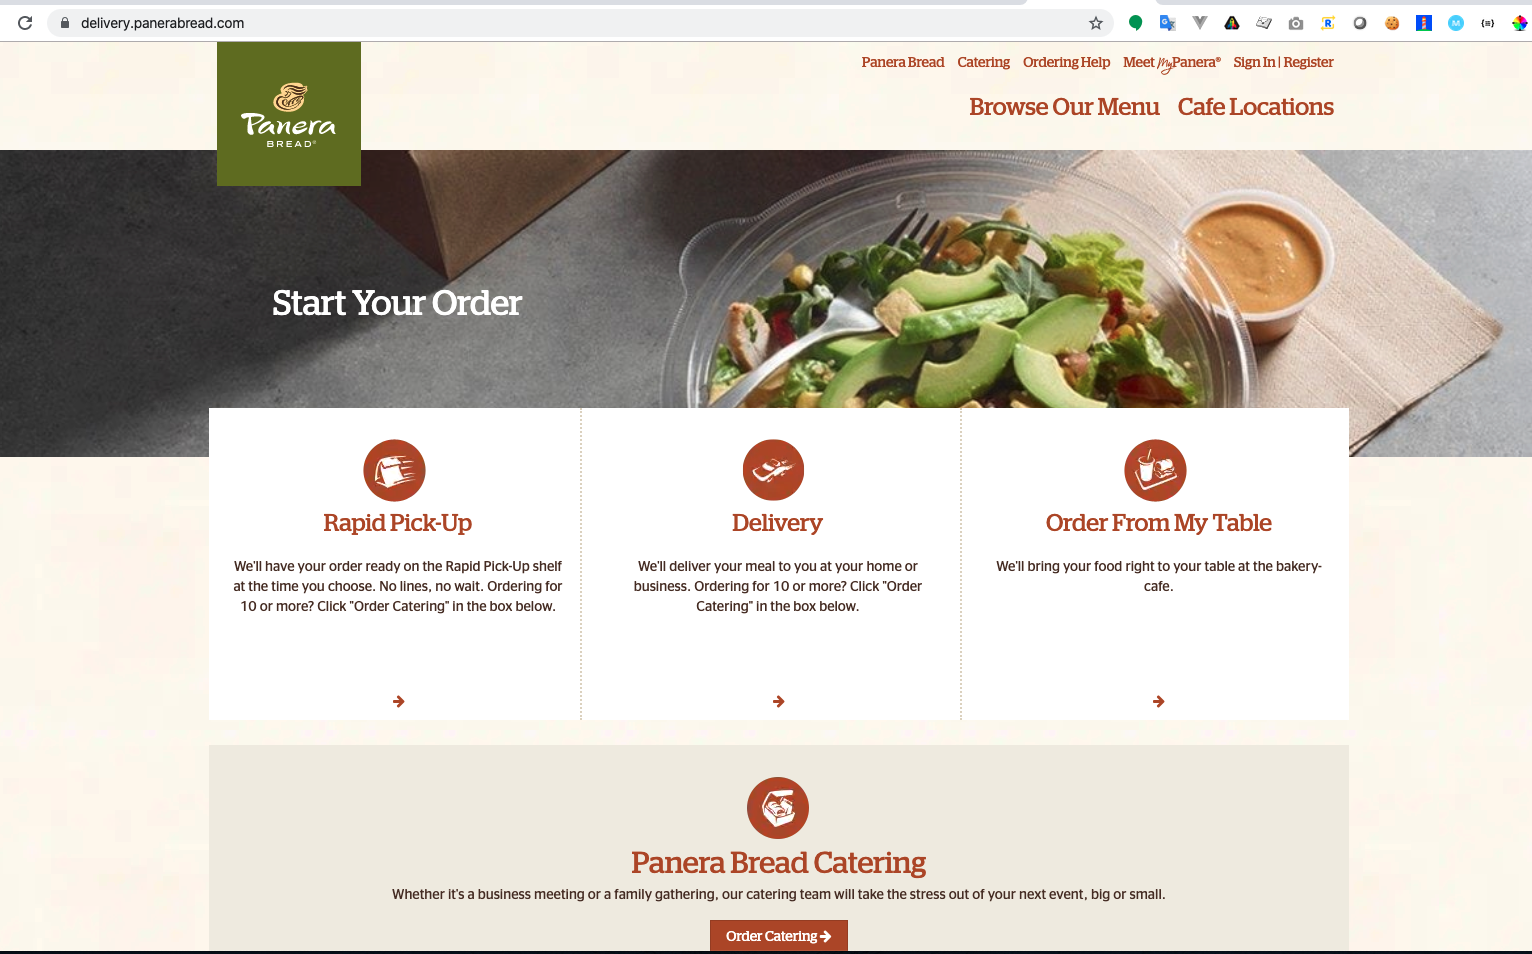 delivery.panerabread.com
Panera Bread Catering Ordering Help Meet MyPanera® Sign In | Register
Browse Our Menu Cafe Locations
Panera
BREAD®
Start Your Order
Rapid Pick-Up
We'll have your order ready on the Rapid Pick-Up shelf
at the time you choose. No lines, no wait. Ordering for
10 or more? Click "Order Catering" in the box below.
Delivery
We'll deliver your meal to you at your home or
business. Ordering for 10 or more? Click "Order
Catering" in the box below.
Order From My Table
We'll bring your food right to your table at the bakery-
cafe.
Panera Bread Catering
Whether it's a business meeting or a family gathering, our catering team will take the stress out of your next event, big or small.
Order Catering